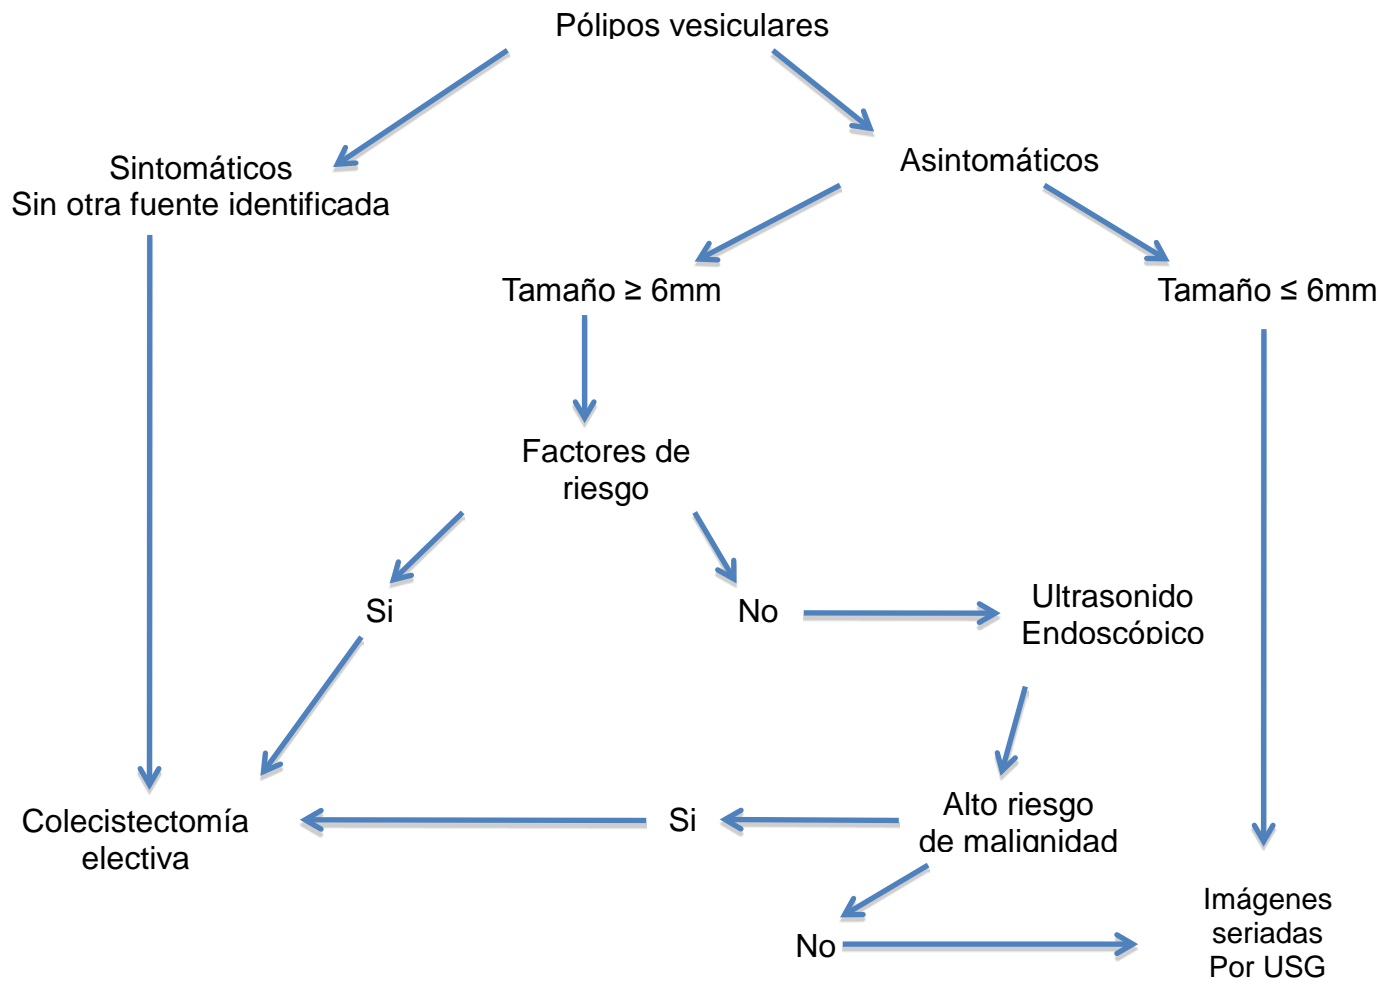 Pólipos vesiculares
Sintomáticos
Sin otra fuente identificada
Asintomáticos
Tamaño ≥ 6mm
Tamaño ≤ 6mm
Factores de
riesgo
Si
No
Ultrasonido
Endoscópico
Colecistectomía
electiva
Si
Alto riesgo
de malignidad
No
Imágenes
seriadas
Por USG